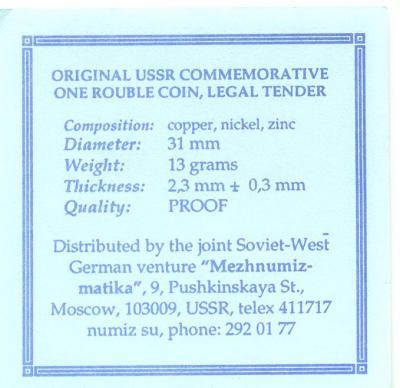 ORIGINAL USSR COMMEMORATIVE
ONE ROUBLE COIN, LEGAL TENDER
Composition: copper, nickel, zinc
Diameter: 31 mm
Weight: 13 grams
Thickness: 2,3 mm ± 0,3 mm
Quality: PROOF
Distributed by the joint Soviet-West
German venture “Mezhnumiz-
matika”, 9, Pushkinskaya St.,
Moscow, 103009, USSR, telex 411717
numiz su, phone: 292 01 77